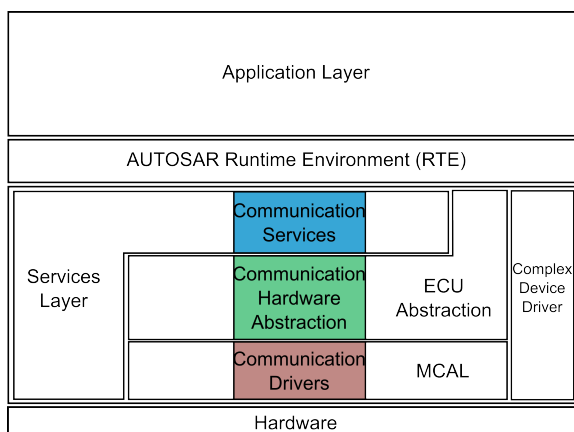 Application Layer
AUTOSAR Runtime Environment (RTE)
Communication
Services
Services
Layer
Communication
Hardware
Abstraction
ECU
Abstraction
Complex
Device
Driver
Communication
Drivers
MCAL
Hardware